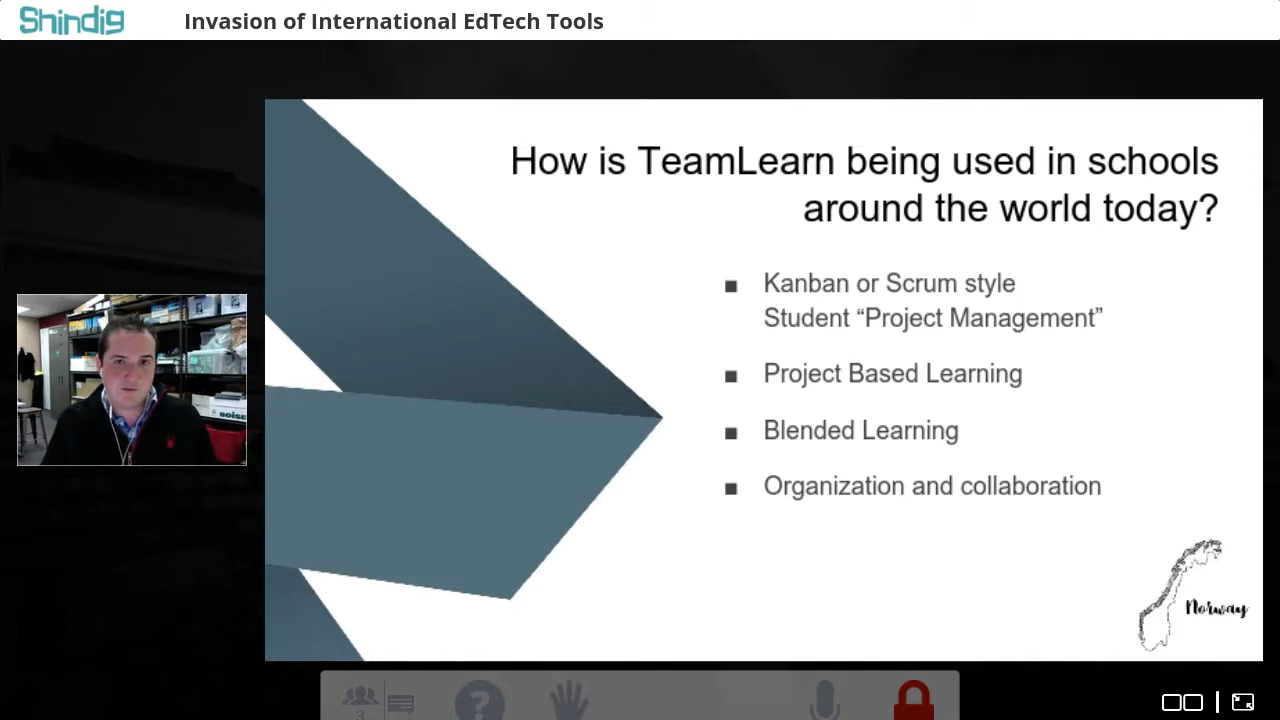 Shindig
Invasion of International EdTech Tools
How is TeamLearn being used in schools
around the world today?
■ Kanban or Scrum style
Student “Project Management”
■ Project Based Learning
■ Blended Learning
■ Organization and collaboration
Norway
?
3